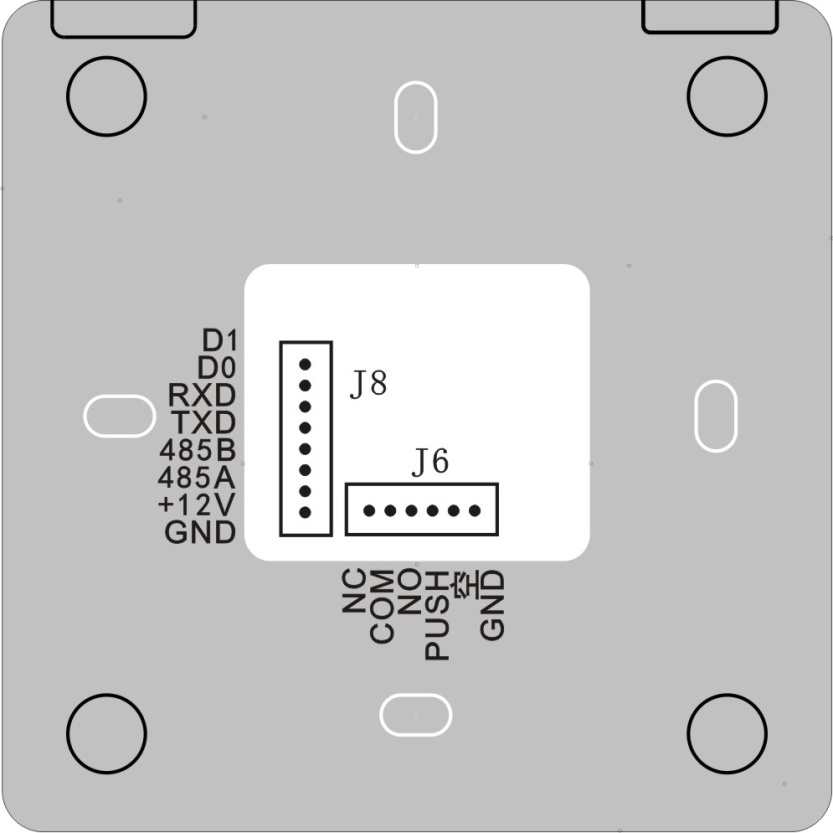 D1
D0
RXD
TXD
485B
485A
+12V
GND
J8
J6
NC
COM
NO
PUSH
空
GND